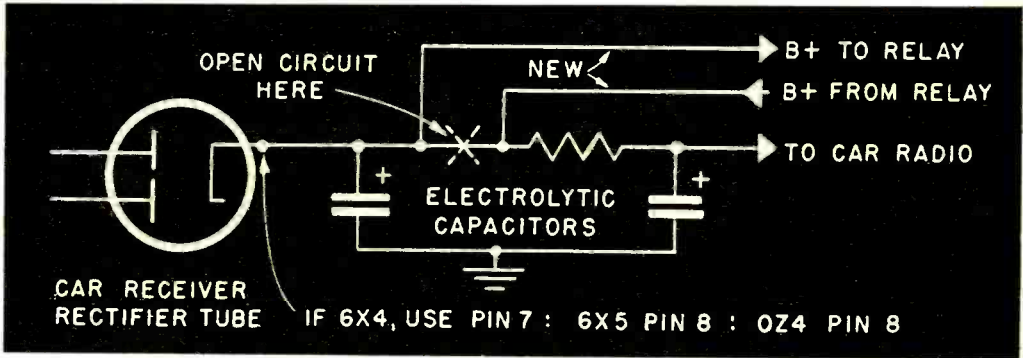 OPEN CIRCUIT
HERE
NEW
B+ TO RELAY
B+ FROM RELAY
TO CAR RADIO
+
+
ELECTROLYTIC
CAPACITORS
CAR RECEIVER
RECTIFIER TUBE
IF 6X4, USE PIN 7 : 6X5 PIN 8 : OZ4 PIN 8